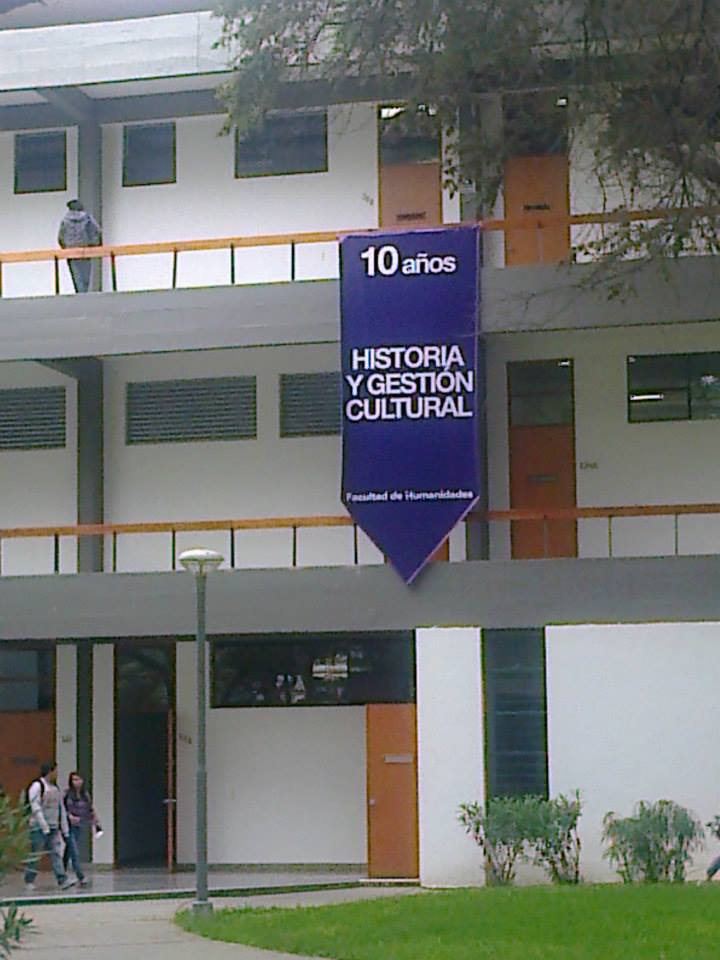 10 años
HISTORIA
Y GESTIÓN
CULTURAL
Facultad de Humanidades